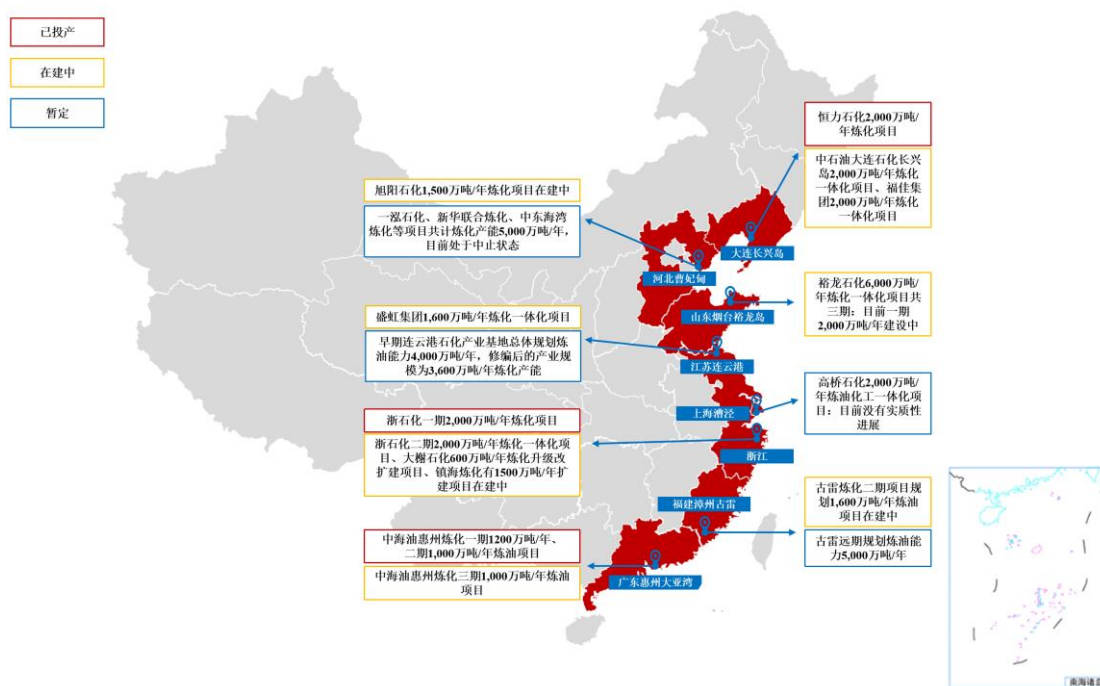 已投产
在建中
暂定
恒力石化2,000万吨/
年炼化项目
中石油大连石化长兴
岛2,000万吨/年炼化
一体化项目、福佳集
团2,000万吨/年炼化
一体化项目
大连长兴岛
旭阳石化1,500万吨/年炼化项目在建中
一泓石化、新华联合炼化、中东海湾
炼化等项目共计炼化产能5,000万吨/年，
目前处于中止状态
河北曹妃甸
裕龙石化6,000万吨
/年炼化一体化项目共
三期：目前一期
2,000万吨/年建设中
山东烟台裕龙岛
盛虹集团1,600万吨/年炼化一体化项目
早期连云港石化产业基地总体规划炼
油能力4,000万吨/年，修编后的产业规
模为3,600万吨/年炼化产能
江苏连云港
高桥石化2,000万吨/
年炼油化工一体化项
目：目前没有实质性
进展
上海漕泾
浙石化一期2,000万吨/年炼化项目
浙石化二期2,000万吨/年炼化一体化项
目、大榭石化600万吨/年炼化升级改
扩建项目、镇海炼化有1500万吨/年扩
建项目在建中
浙江
古雷炼化二期项目规
划1,600万吨/年炼油
项目在建中
古雷远期规划炼油能
力5,000万吨/年
福建漳州古雷
中海油惠州炼化一期1200万吨/年、
二期1,000万吨/年炼油项目
中海油惠州炼化三期1,000万吨/年炼油
项目
广东惠州大亚湾
南海诸岛